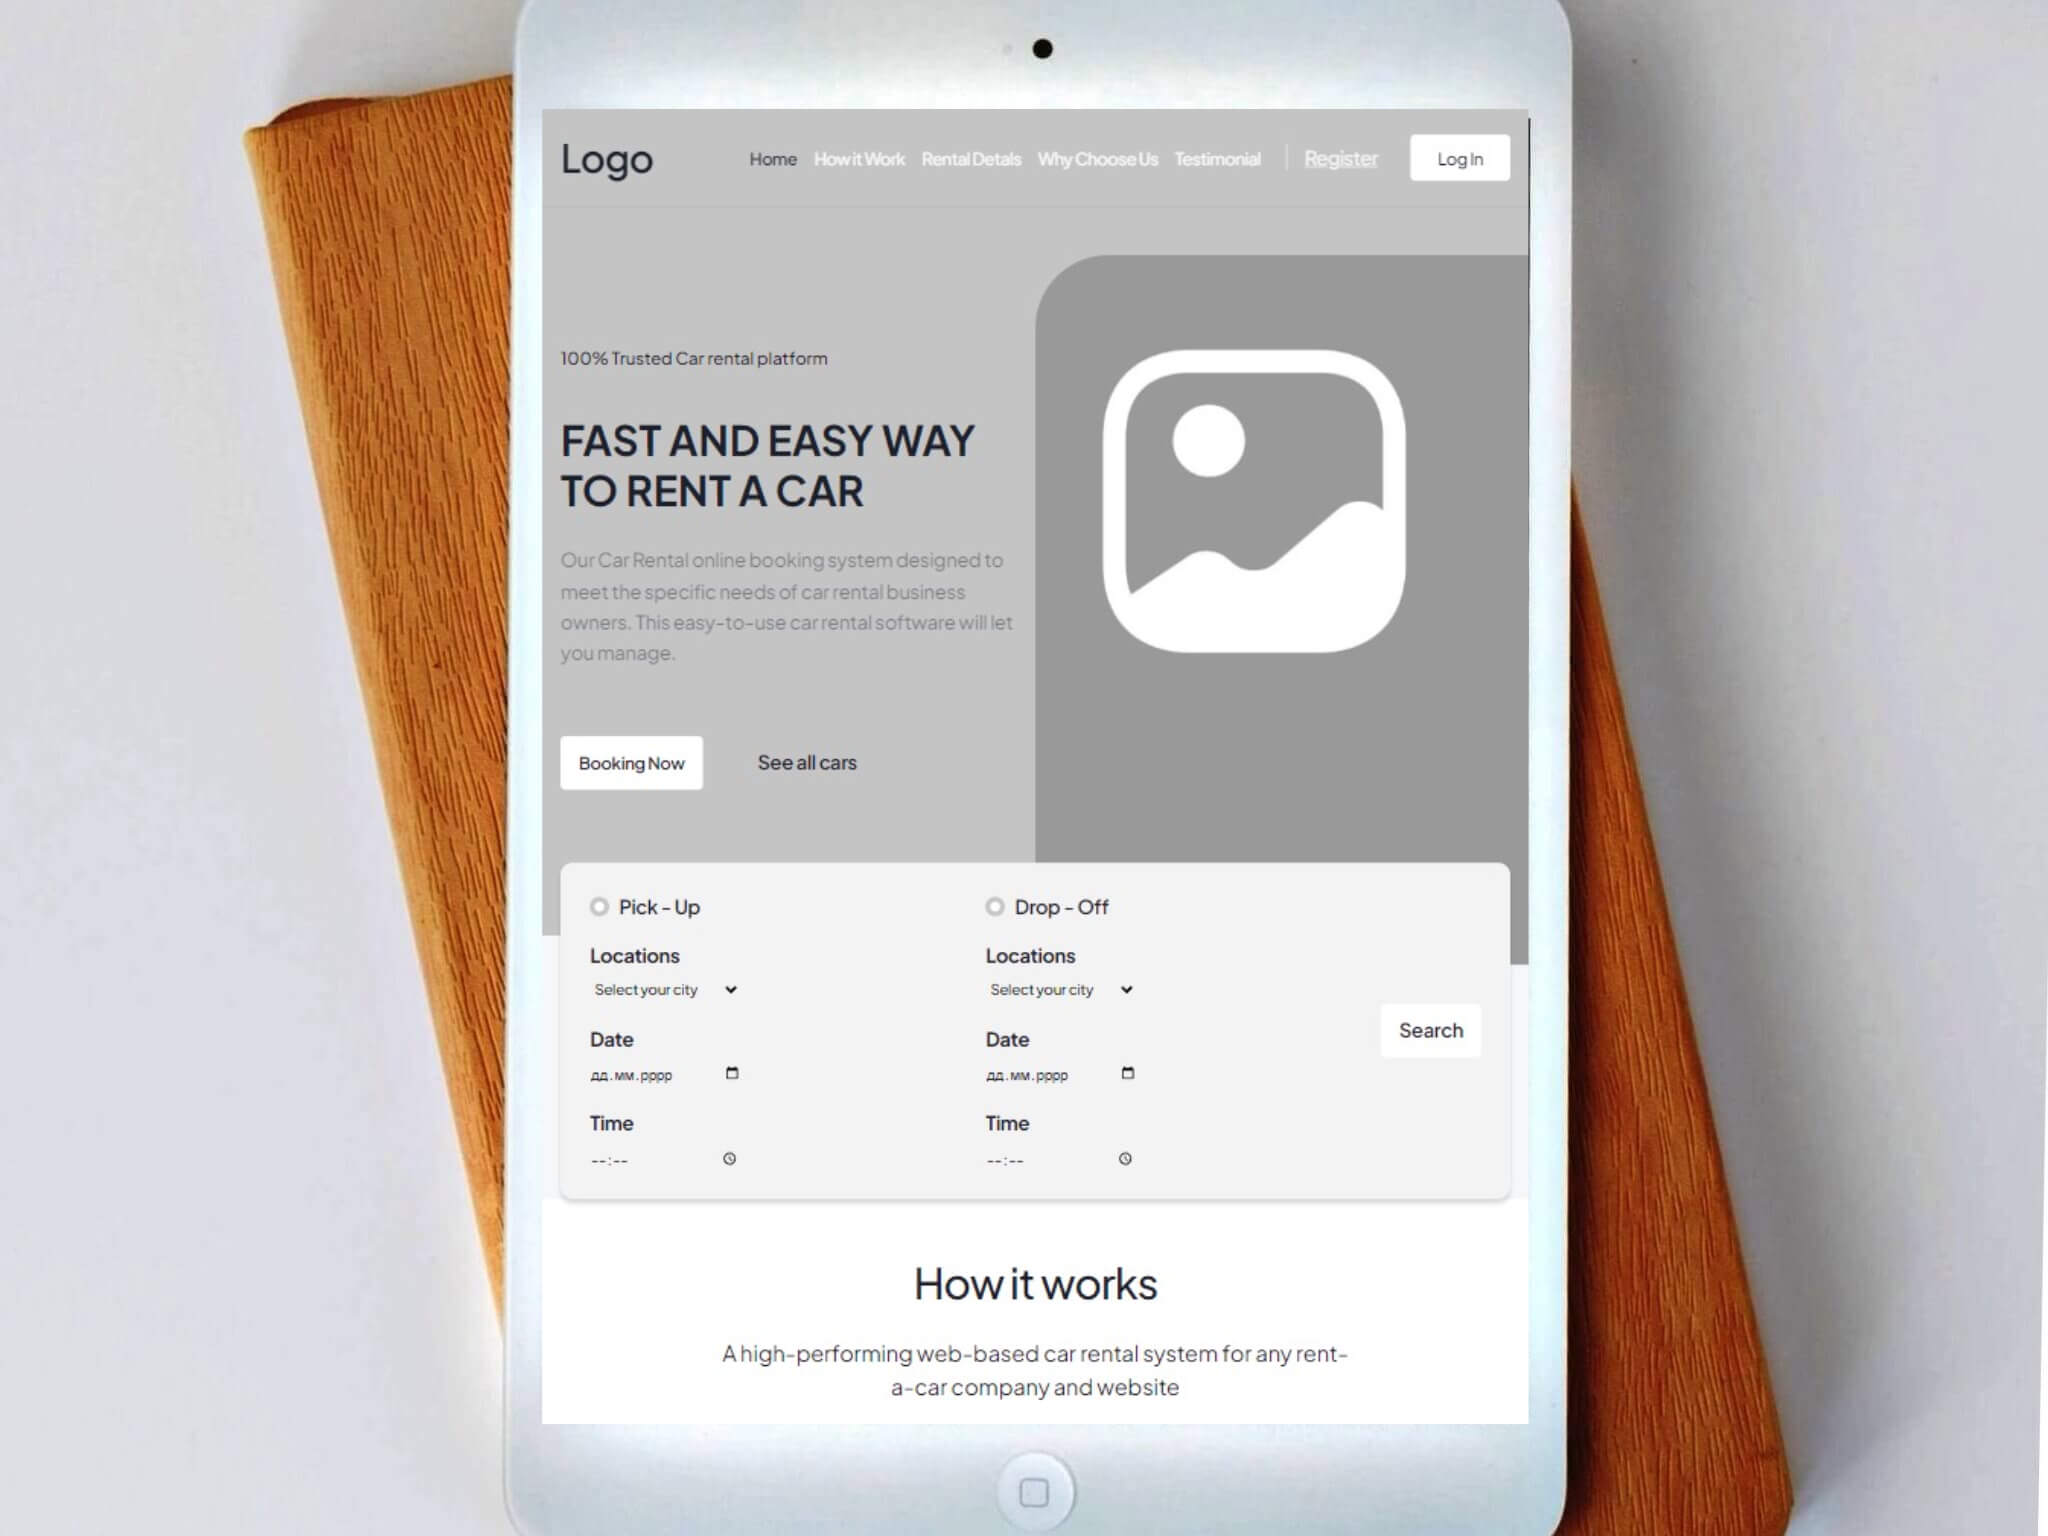 Logo
Home How it Work Rental Detals Why Choose Us Testimonial Register Log In
100% Trusted Car rental platform
FAST AND EASY WAY
TO RENT A CAR
Our Car Rental online booking system designed to
meet the specific needs of car rental business
owners. This easy-to-use car rental software will let
you manage.
Booking Now See all cars
Pick - Up
Locations
Select your city
Date
дд.мм.рррр
Time
--:--
Drop - Off
Locations
Select your city
Date
дд.мм.рррр
Time
--:--
Search
How it works
A high-performing web-based car rental system for any rent-
a-car company and website